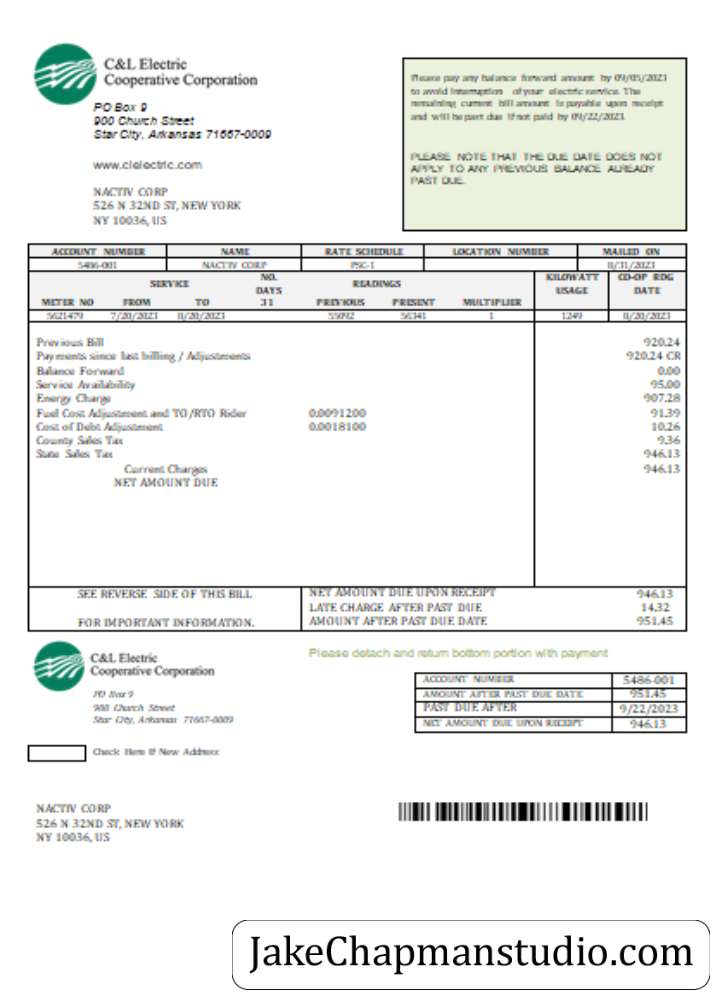 C&L Electric
Cooperative Corporation
PO Box 9
900 Church Street
Star City, Arkansas 71667-0009
www.clelectric.com
NACTIV CORP
526 N 32ND ST, NEW YORK
NY 10036, US
Please pay any balance forward amount by 09/05/2023
to avoid interruption of your electric service. The
remaining current bill amount is payable upon receipt
and will be past due if not paid by 09/22/2023.
PLEASE NOTE THAT THE DUE DATE DOES NOT
APPLY TO ANY PREVIOUS BALANCE ALREADY
PAST DUE.
ACCOUNT NUMBER NAME RATE SCHEDULE LOCATION NUMBER MAILED ON
5486-001 NACTIV CORP PSC-1 8/31/2023
SERVICE NO. DAYS READINGS KILOWATT USAGE CO-OP RDG DATE
METER NO FROM TO 31 PREVIOUS PRESENT MULTIPLIER
5621479 7/20/2023 8/20/2023 55092 56341 1 1249 8/20/2023
Previous Bill 920.24
Payments since last billing / Adjustments 920.24 CR
Balance Forward 0.00
Service Availability 95.00
Energy Charge 907.28
Fuel Cost Adjustment and TO/RTO Rider 0.0091200 91.39
Cost of Debt Adjustment 0.0018100 10.26
County Sales Tax 9.36
State Sales Tax 946.13
Current Charges 946.13
NET AMOUNT DUE
SEE REVERSE SIDE OF THIS BILL
FOR IMPORTANT INFORMATION.
NET AMOUNT DUE UPON RECEIPT 946.13
LATE CHARGE AFTER PAST DUE 14.32
AMOUNT AFTER PAST DUE DATE 951.45
C&L Electric
Cooperative Corporation
PO Box 9
900 Church Street
Star City, Arkansas 71667-0009
Please detach and return bottom portion with payment
ACCOUNT NUMBER 5486-001
AMOUNT AFTER PAST DUE DATE 951.45
PAST DUE AFTER 9/22/2023
NET AMOUNT DUE UPON RECEIPT 946.13
Check Here If New Address
NACTIV CORP
526 N 32ND ST, NEW YORK
NY 10036, US
JakeChapmanstudio.com